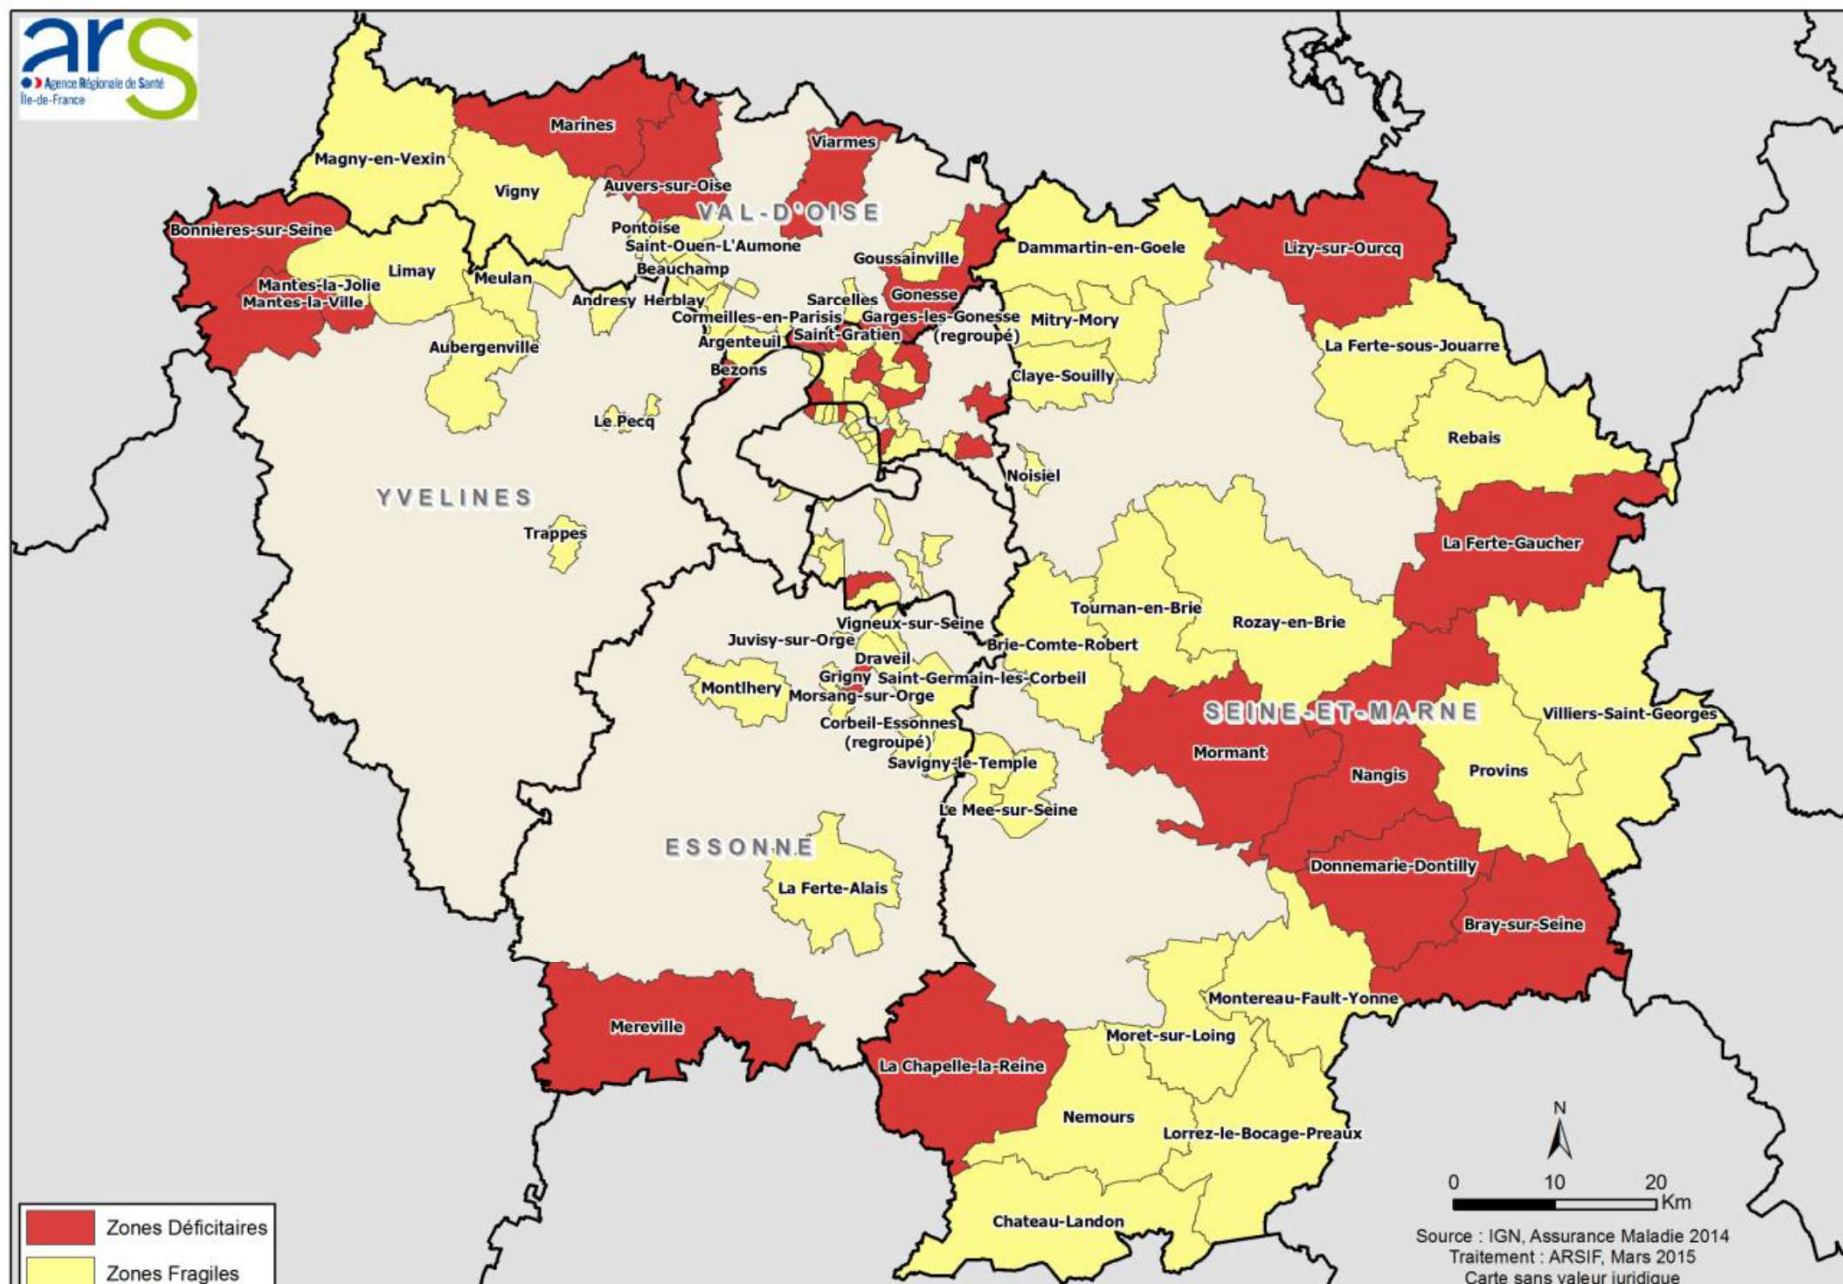 ars
Agence Régionale de Santé
Île-de-France
Marines
Viarmes
Magny-en-Vexin
Vigny
Auvers-sur-Oise
VAL-D'OISE
Bonnieres-sur-Seine
Pontoise
Saint-Ouen-L'Aumone
Dammartin-en-Goele
Lizy-sur-Ourcq
Goussainville
Limay
Beauchamp
Meulan
Mantes-la-Jolie
Mantes-la-Ville
Andresy
Herblay
Sarcelles
Gonesse
Cormeilles-en-Parisis
Garges-les-Gonesse
(regroupé)
Mitry-Mory
Saint-Gratien
Argenteuil
Aubergenville
La Ferte-sous-Jouarre
Bezons
Claye-Souilly
Le Pecq
Rebais
Noisiel
YVELINES
Trappes
La Ferte-Gaucher
Tournan-en-Brie
Rozay-en-Brie
Vigneux-sur-Seine
Juvisy-sur-Orge
Brie-Comte-Robert
Draveil
Grigny
Saint-Germain-les-Corbeil
Montlhery
Morsang-sur-Orge
SEINE-ET-MARNE
Villiers-Saint-Georges
Corbeil-Essonnes
(regroupé)
Mormant
Savigny-le-Temple
Nangis
Provins
Le Mee-sur-Seine
ESSONNE
Donnemarie-Dontilly
La Ferte-Alais
Bray-sur-Seine
Montereau-Fault-Yonne
Mereville
Moret-sur-Loing
La Chapelle-la-Reine
Nemours
Lorrez-le-Bocage-Preaux
Chateau-Landon
N
0 10 20
Km
Zones Déficitaires
Zones Fragiles
Source : IGN, Assurance Maladie 2014
Traitement : ARSIF, Mars 2015
Carte sans valeur juridique